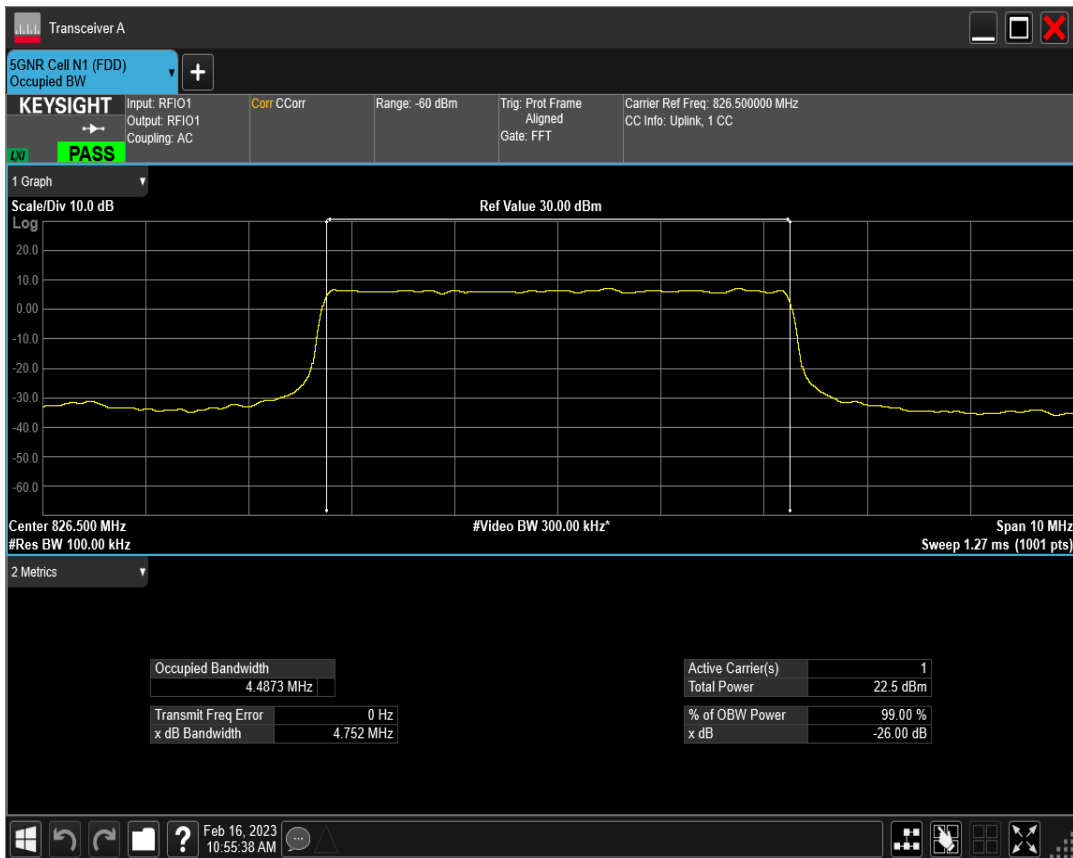 Transceiver A
5GNR Cell N1 (FDD)
Occupied BW
+
KEYSIGHT
LXI
PASS
Input: RFIO1
Output: RFIO1
Coupling: AC
Corr CCorr
Range: -60 dBm
Trig: Prot Frame
Aligned
Gate: FFT
Carrier Ref Freq: 826.500000 MHz
CC Info: Uplink, 1 CC
1 Graph
Scale/Div 10.0 dB
Ref Value 30.00 dBm
Log
20.0
10.0
0.00
-10.0
-20.0
-30.0
-40.0
-50.0
-60.0
Center 826.500 MHz
#Video BW 300.00 kHz*
Span 10 MHz
#Res BW 100.00 kHz
Sweep 1.27 ms (1001 pts)
2 Metrics
Occupied Bandwidth
4.4873 MHz
Transmit Freq Error 0 Hz
x dB Bandwidth 4.752 MHz
Active Carrier(s) 1
Total Power 22.5 dBm
% of OBW Power 99.00 %
x dB -26.00 dB
?
Feb 16, 2023
10:55:38 AM